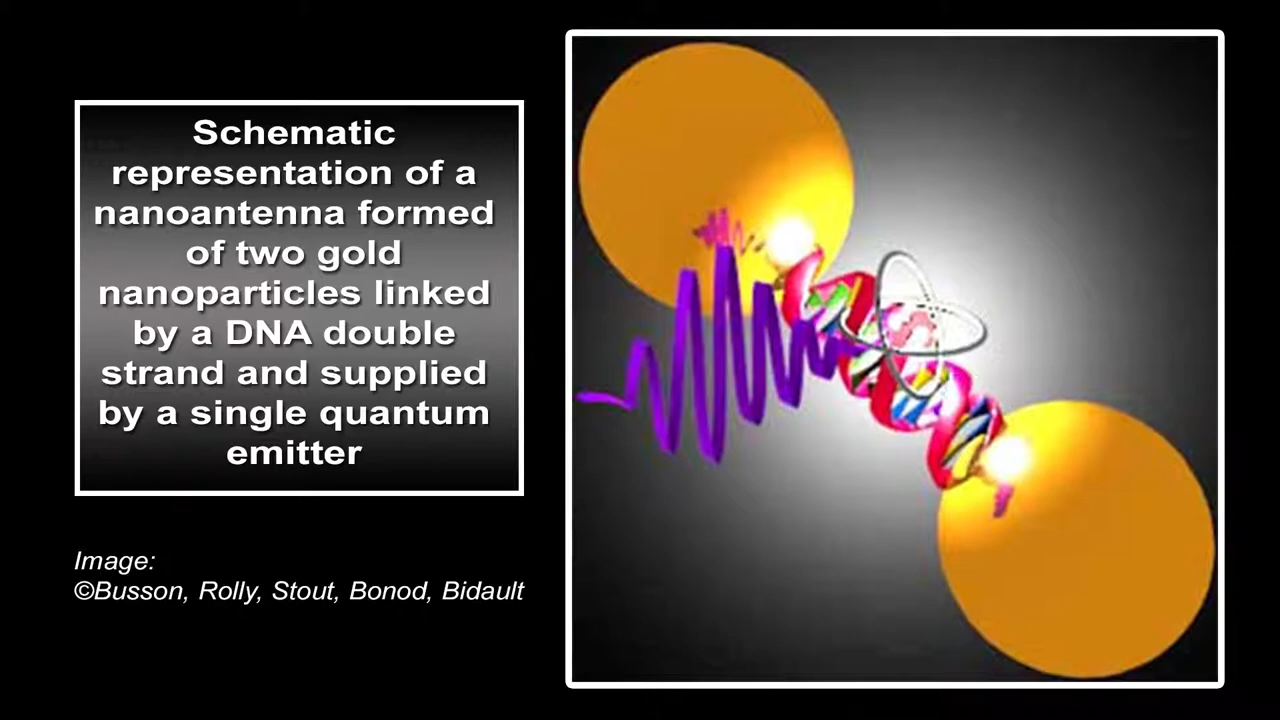 Schematic
representation of a
nanoantenna formed
of two gold
nanoparticles linked
by a DNA double
strand and supplied
by a single quantum
emitter
Image:
©Busson, Rolly, Stout, Bonod, Bidault